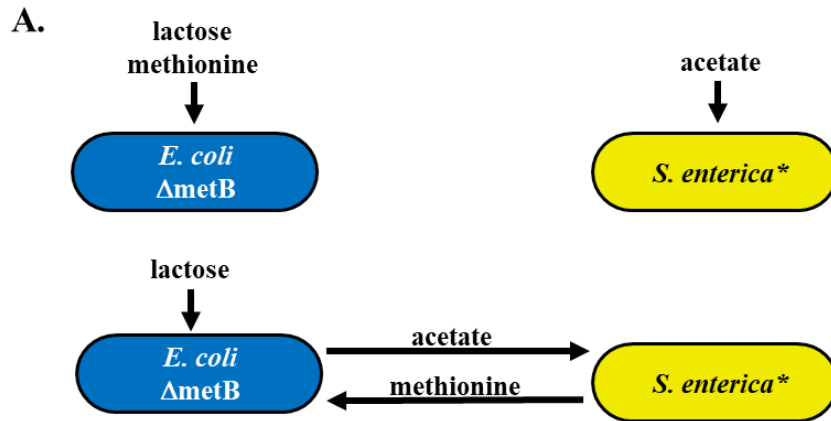 A.
lactose
methionine
acetate
E. coli
ΔmetB
S. enterica*
lactose
acetate
E. coli
ΔmetB
methionine
S. enterica*